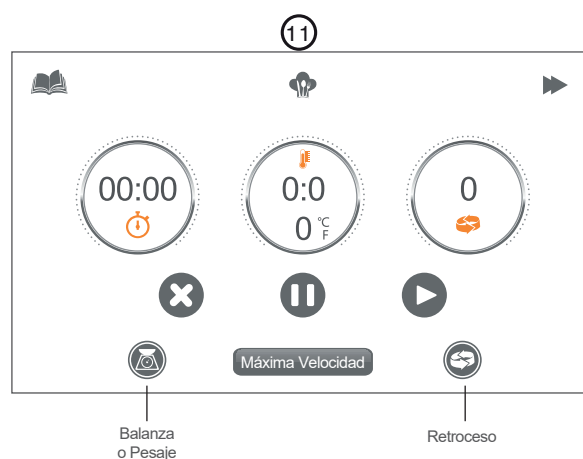 11
00:00
0:0
0 °C
F
0
Máxima Velocidad
Balanza
o Pesaje
Retroceso